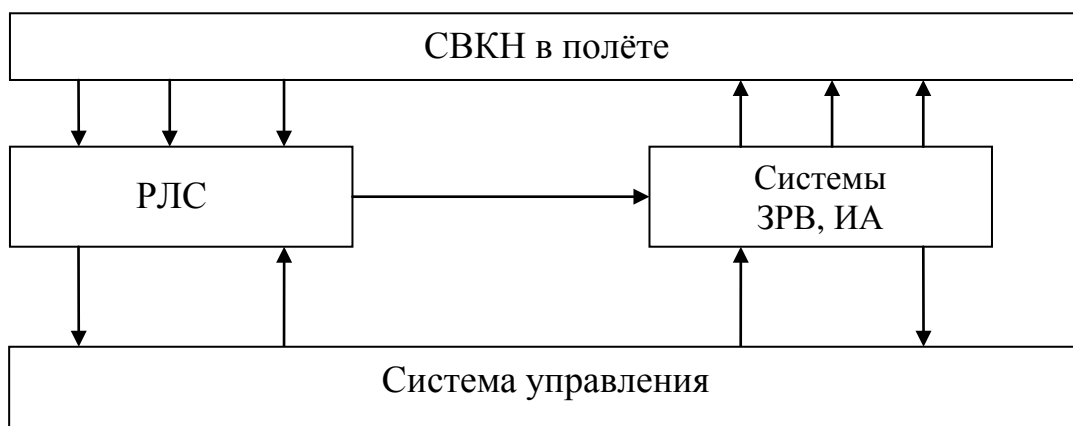 СВКН в полёте
РЛС
Системы
ЗРВ, ИА
Система управления